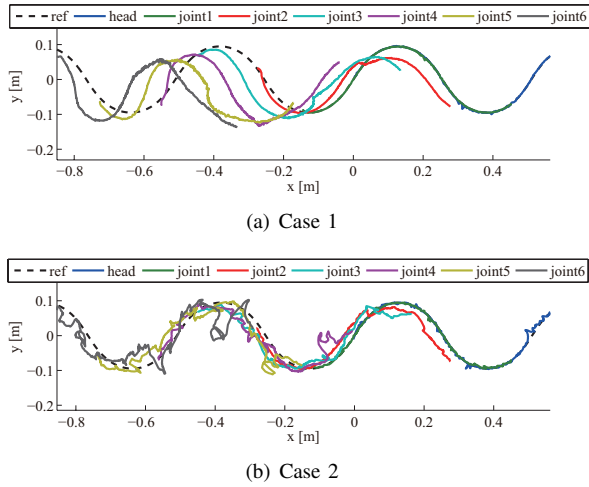 ref head joint1 joint2 joint3 joint4 joint5 joint6
0.1
0
−0.1
−0.2
y [m]
−0.8 −0.6 −0.4 −0.2 0 0.2 0.4
x [m]
(a) Case 1
ref head joint1 joint2 joint3 joint4 joint5 joint6
0.1
0
−0.1
−0.2
y [m]
−0.8 −0.6 −0.4 −0.2 0 0.2 0.4
x [m]
(b) Case 2